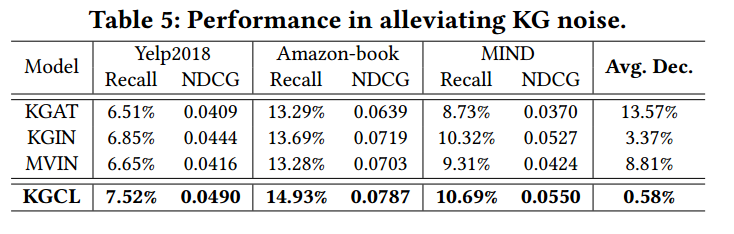 Table 5: Performance in alleviating KG noise.
Model Yelp2018 Amazon-book MIND Avg. Dec.
Recall NDCG Recall NDCG Recall NDCG
KGAT 6.51% 0.0409 13.29% 0.0639 8.73% 0.0370 13.57%
KGIN 6.85% 0.0444 13.69% 0.0719 10.32% 0.0527 3.37%
MVIN 6.65% 0.0416 13.28% 0.0703 9.31% 0.0424 8.81%
KGCL 7.52% 0.0490 14.93% 0.0787 10.69% 0.0550 0.58%